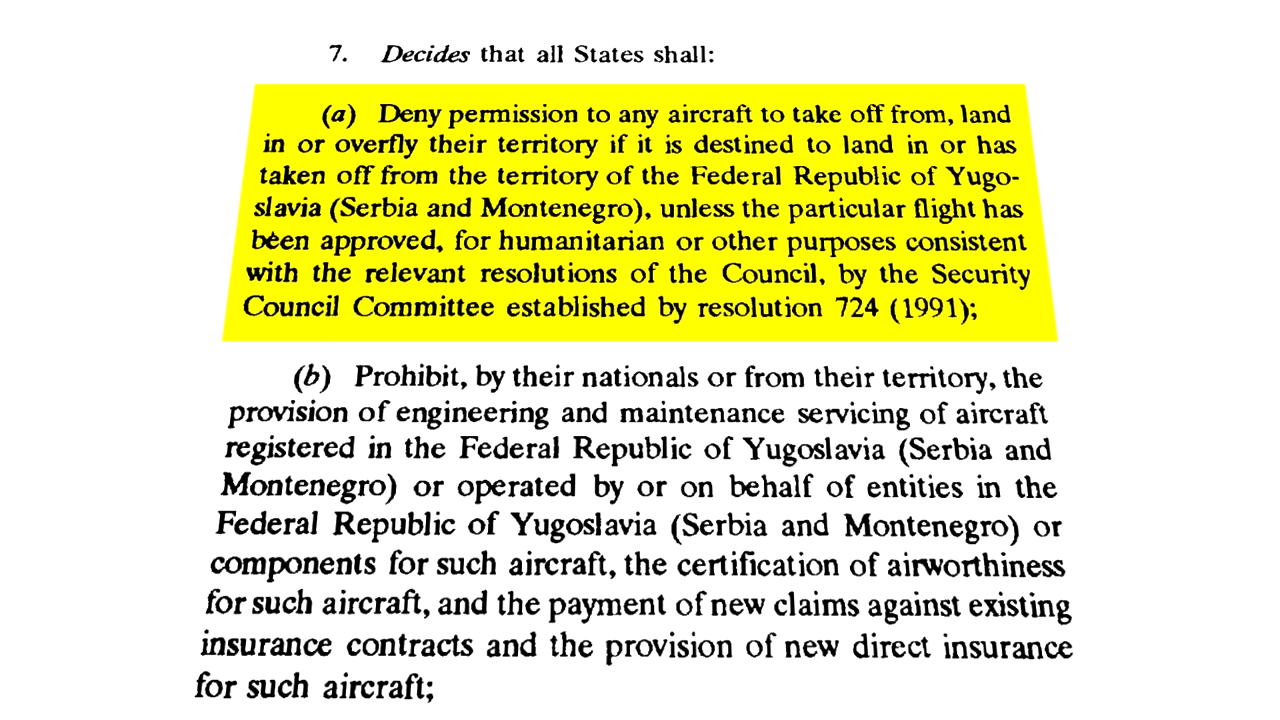 7. Decides that all States shall:
(a) Deny permission to any aircraft to take off from, land
in or overfly their territory if it is destined to land in or has
taken off from the territory of the Federal Republic of Yugo-
slavia (Serbia and Montenegro), unless the particular flight has
been approved, for humanitarian or other purposes consistent
with the relevant resolutions of the Council, by the Security
Council Committee established by resolution 724 (1991);
(b) Prohibit, by their nationals or from their territory, the
provision of engineering and maintenance servicing of aircraft
registered in the Federal Republic of Yugoslavia (Serbia and
Montenegro) or operated by or on behalf of entities in the
Federal Republic of Yugoslavia (Serbia and Montenegro) or
components for such aircraft, the certification of airworthiness
for such aircraft, and the payment of new claims against existing
insurance contracts and the provision of new direct insurance
for such aircraft;